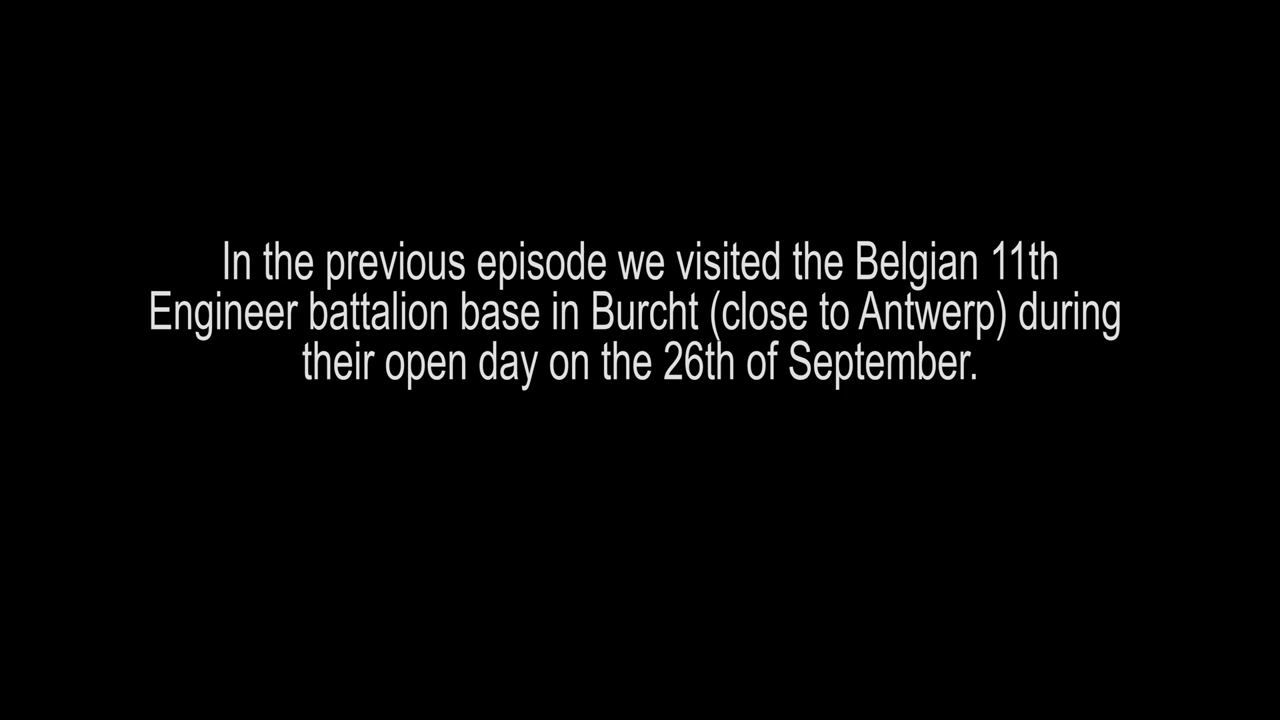 In the previous episode we visited the Belgian 11th
Engineer battalion base in Burcht (close to Antwerp) during
their open day on the 26th of September.